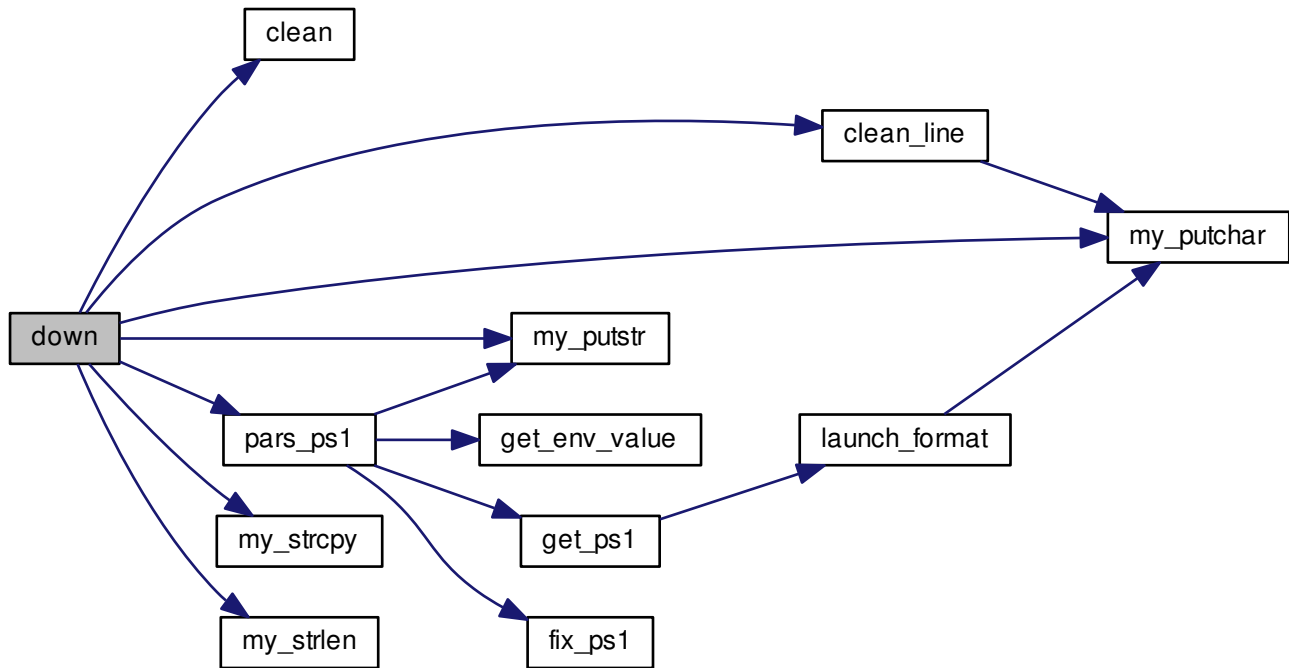 clean
clean_line
my_putchar
down
my_putstr
pars_ps1
get_env_value
launch_format
my_strcpy
get_ps1
my_strlen
fix_ps1